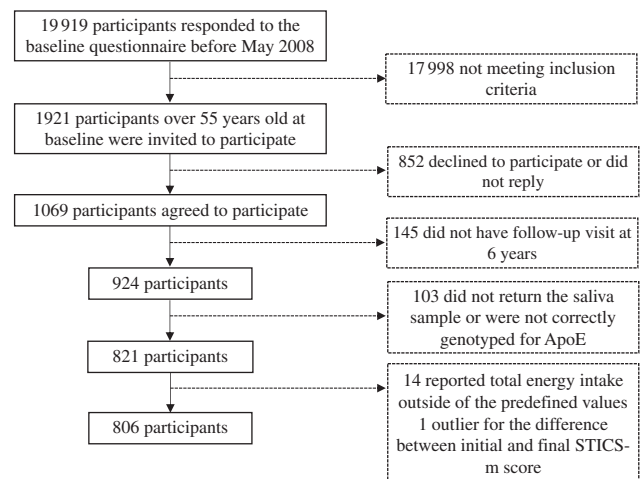 19 919 participants responded to the
baseline questionnaire before May 2008
17 998 not meeting inclusion
criteria
1921 participants over 55 years old at
baseline were invited to participate
852 declined to participate or did
not reply
1069 participants agreed to participate
145 did not have follow-up visit at
6 years
924 participants
103 did not return the saliva
sample or were not correctly
genotyped for ApoE
821 participants
14 reported total energy intake
outside of the predefined values
1 outlier for the difference
between initial and final STICS-
m score
806 participants